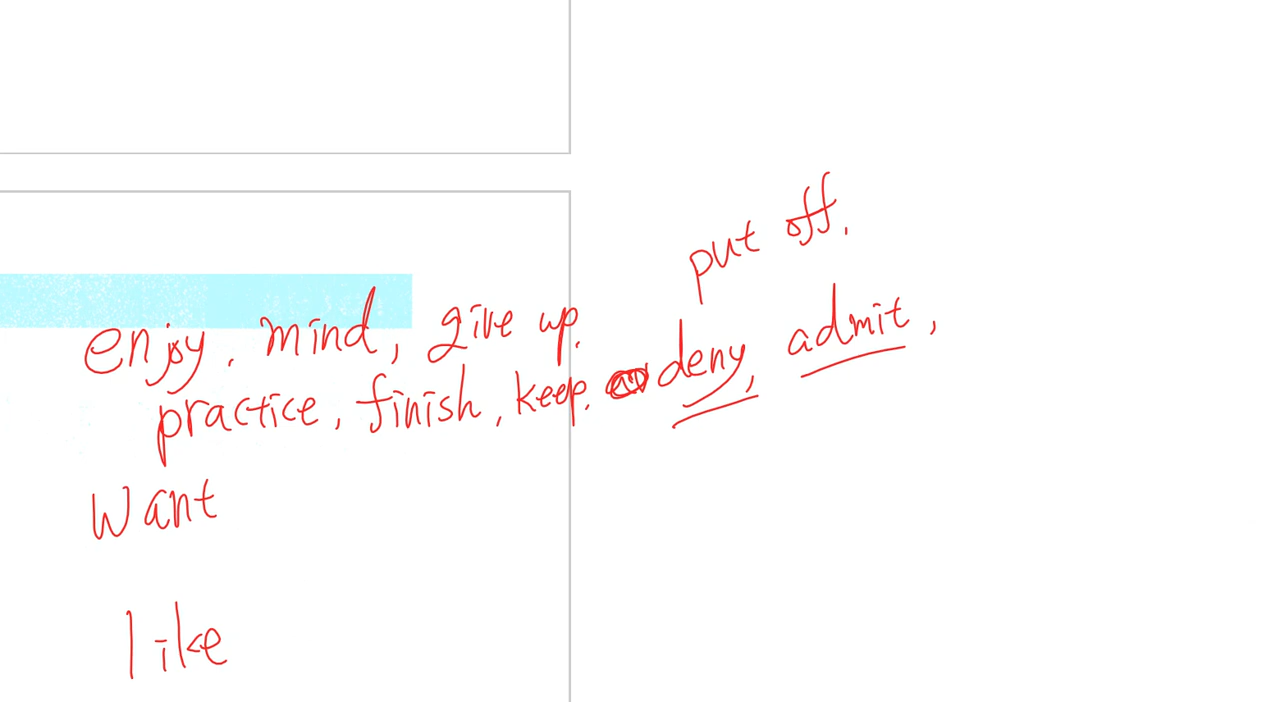 put off,
enjoy, mind, give up,
practice, finish, keep, deny, admit,
want
like